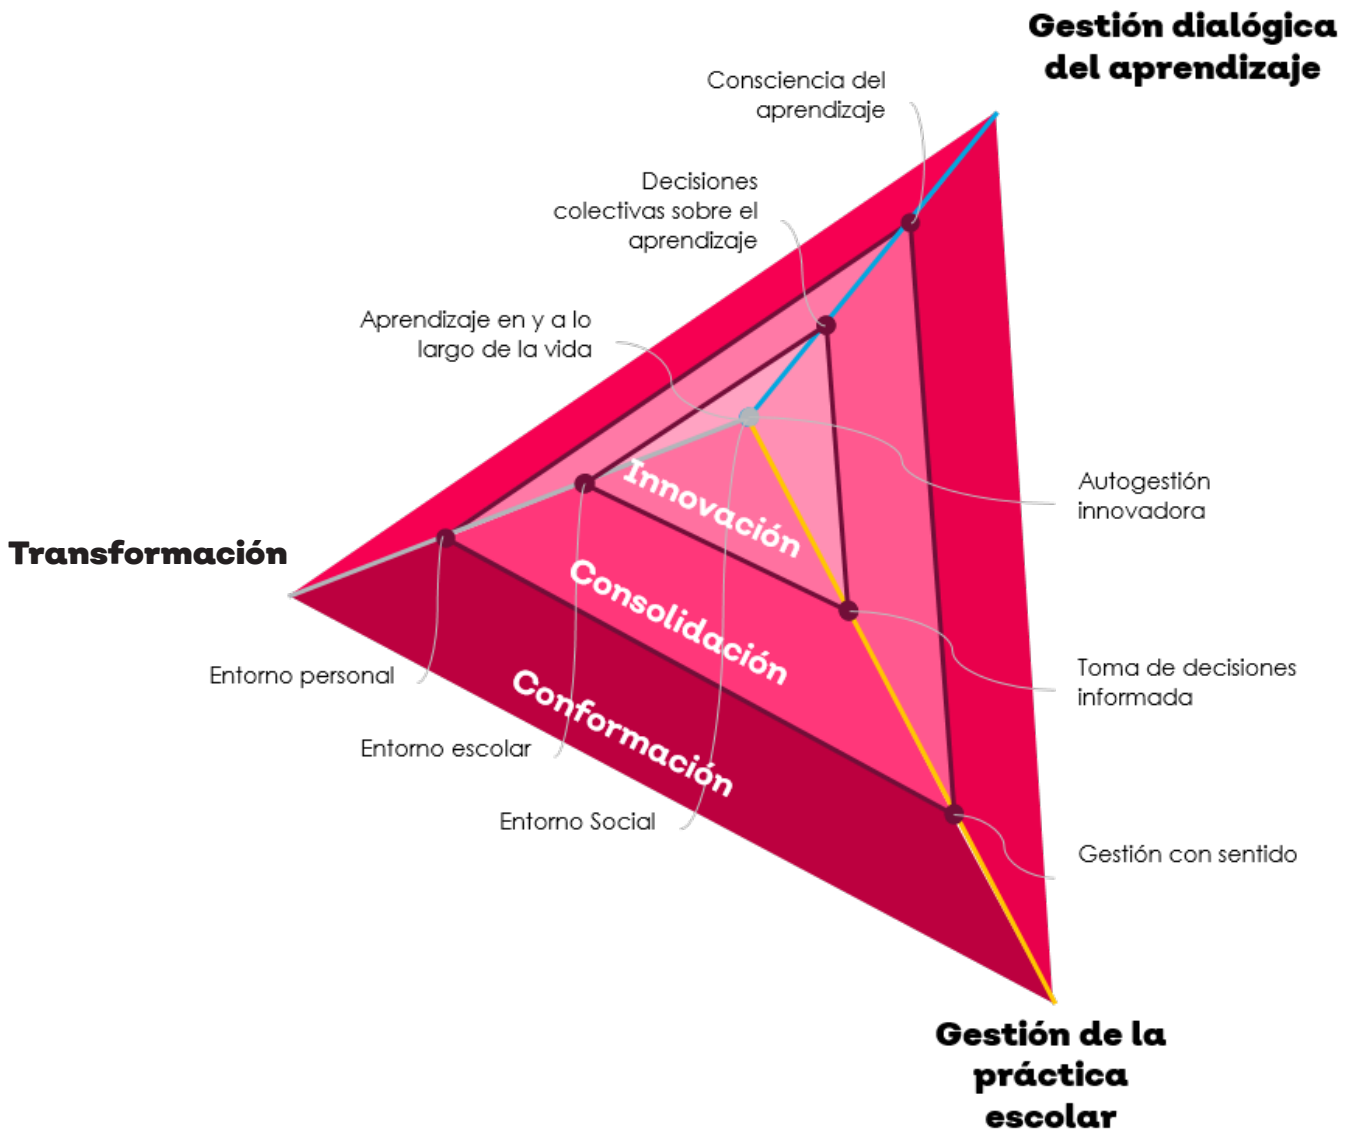 Gestión dialógica
del aprendizaje
Consciencia del
aprendizaje
Decisiones
colectivas sobre el
aprendizaje
Aprendizaje en y a lo
largo de la vida
Innovación
Autogestión
innovadora
Transformación
Consolidación
Entorno personal
Toma de decisiones
informada
Conformación
Entorno escolar
Entorno Social
Gestión con sentido
Gestión de la
práctica
escolar